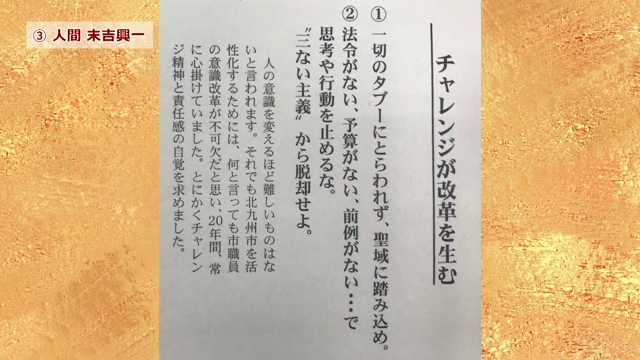 ③ 人間 末吉興一
チャレンジが改革を生む
① 一切のタブーにとらわれず、聖域に踏み込め。
② 法令がない、予算がない、前例がない…で
思考や行動を止めるな。
〝三ない主義〟から脱却せよ。
人の意識を変えるほど難しいものはな
いと言われます。それでも北九州市を活
性化するためには、何と言っても市職員
の意識改革が不可欠だと思い、20年間、常
に心掛けていました。とにかくチャレン
ジ精神と責任感の自覚を求めました。